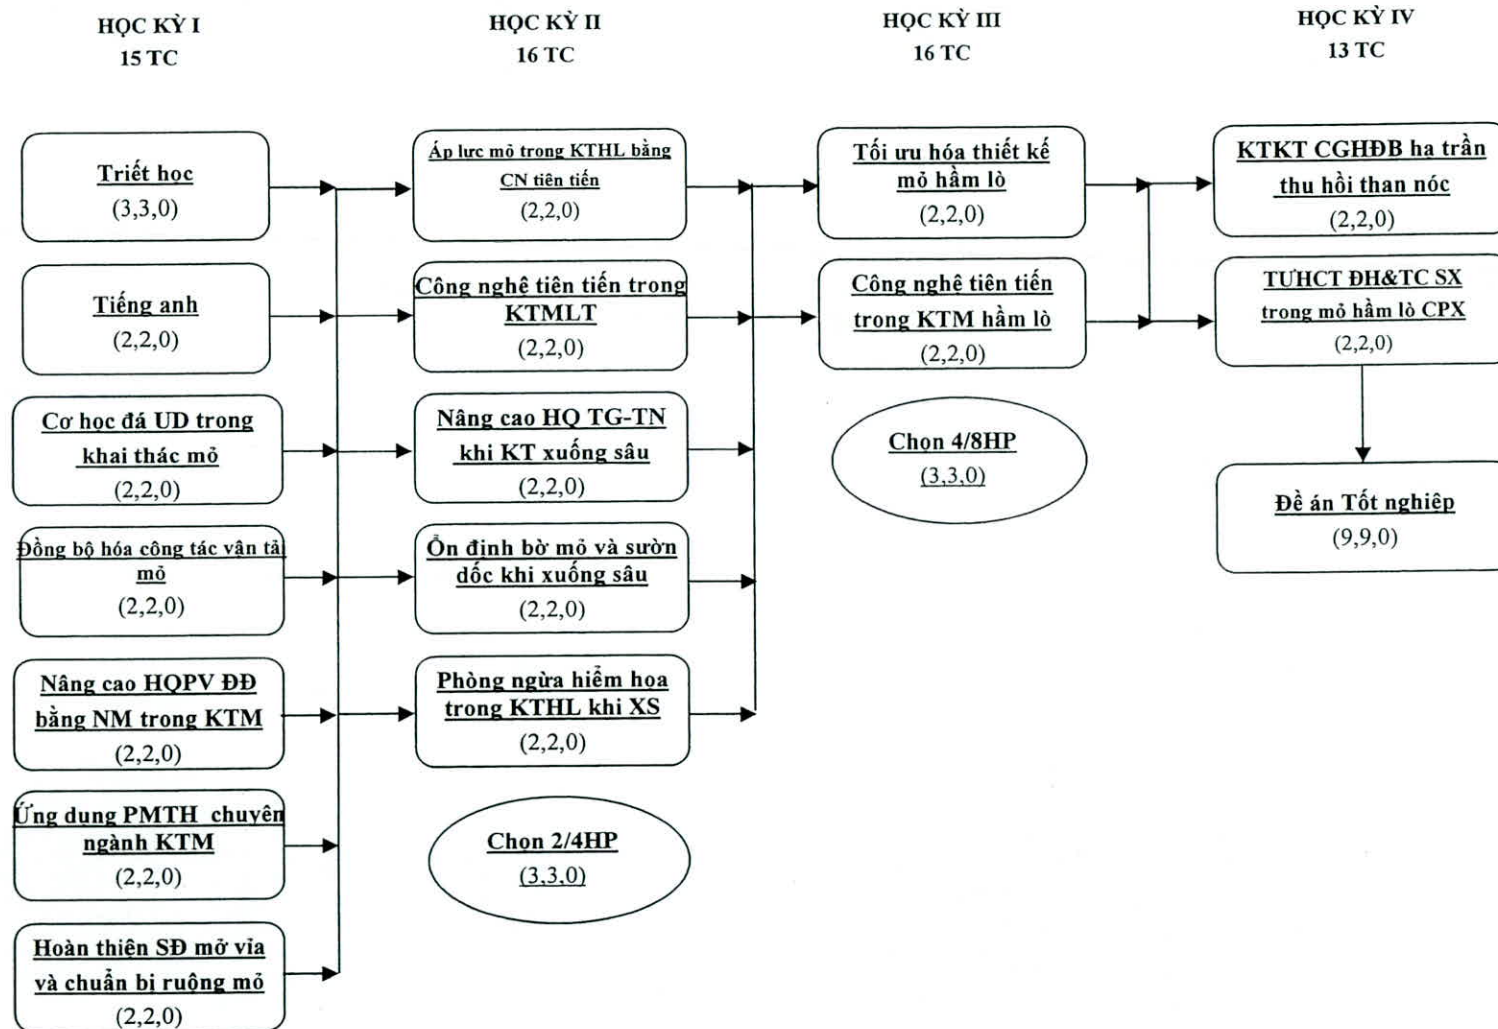 HỌC KỲ I
15 TC
HỌC KỲ II
16 TC
HỌC KỲ III
16 TC
HỌC KỲ IV
13 TC
Triết học
(3,3,0)
Tiếng anh
(2,2,0)
Cơ học đá UD trong
khai thác mỏ
(2,2,0)
Đồng bộ hóa công tác vận tải
mỏ
(2,2,0)
Nâng cao HQPV ĐĐ
bằng NM trong KTM
(2,2,0)
Ứng dụng PMTH chuyên
ngành KTM
(2,2,0)
Hoàn thiện SĐ mở vỉa
và chuẩn bị ruộng mỏ
(2,2,0)
Áp lực mỏ trong KTHL bằng
CN tiên tiến
(2,2,0)
Công nghệ tiên tiến trong
KTMLT
(2,2,0)
Nâng cao HQ TG-TN
khi KT xuống sâu
(2,2,0)
Ổn định bờ mỏ và sườn
dốc khi xuống sâu
(2,2,0)
Phòng ngừa hiểm họa
trong KTHL khi XS
(2,2,0)
Chọn 2/4HP
(3,3,0)
Tối ưu hóa thiết kế
mỏ hầm lò
(2,2,0)
Công nghệ tiên tiến
trong KTM hầm lò
(2,2,0)
Chọn 4/8HP
(3,3,0)
KTKT CGHĐB hạ trần
thu hồi than nóc
(2,2,0)
TƯHCT ĐH&TC SX
trong mỏ hầm lò CPX
(2,2,0)
Đề án Tốt nghiệp
(9,9,0)